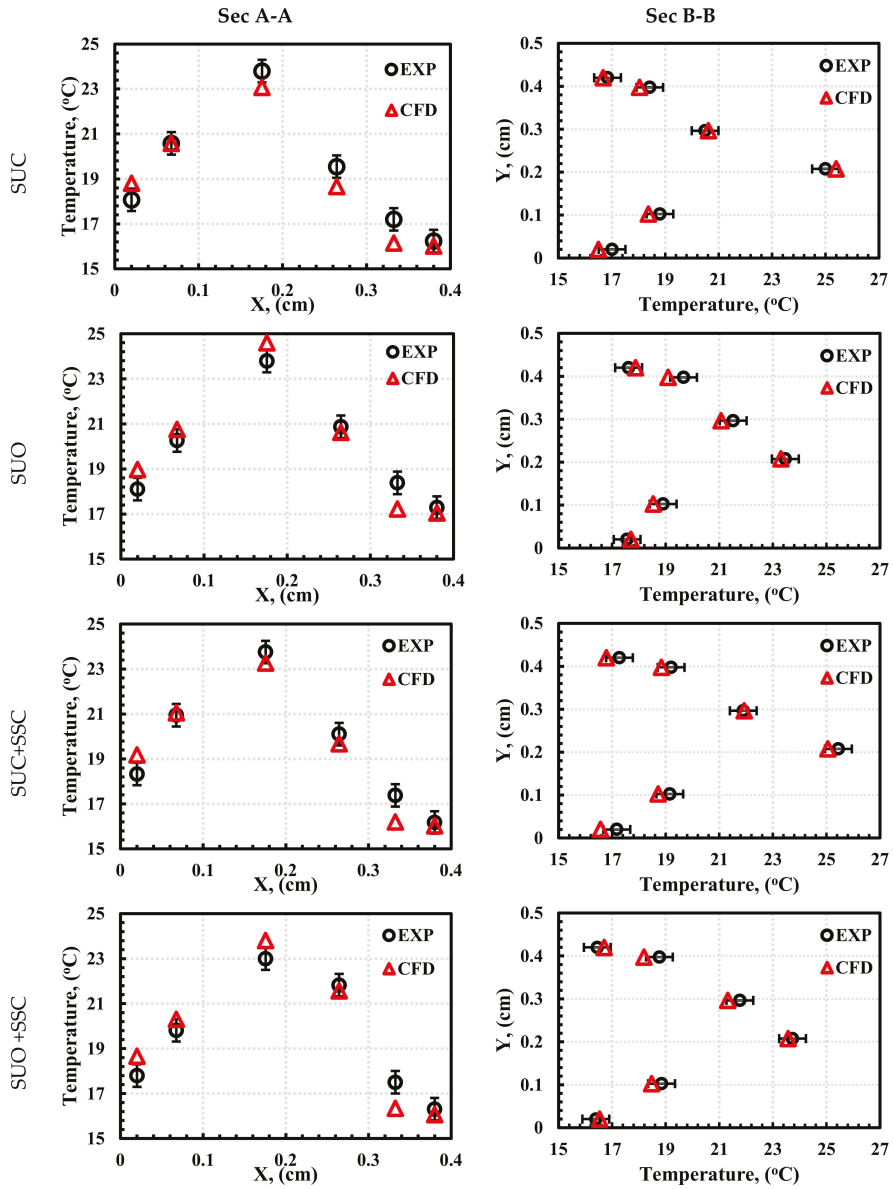 Sec A-A
Sec B-B
SUC
Temperature, (ºC)
25
23
21
19
17
15
0
0.1
0.2
0.3
0.4
X, (cm)
EXP
CFD
Y, (cm)
0.5
0.4
0.3
0.2
0.1
0
15
17
19
21
23
25
27
Temperature, (ºC)
EXP
CFD
SUO
Temperature, (ºC)
25
23
21
19
17
15
0
0.1
0.2
0.3
0.4
X, (cm)
EXP
CFD
Y, (cm)
0.5
0.4
0.3
0.2
0.1
0
15
17
19
21
23
25
27
Temperature, (ºC)
EXP
CFD
SUC+SSC
Temperature, (ºC)
25
23
21
19
17
15
0
0.1
0.2
0.3
0.4
X, (cm)
EXP
CFD
Y, (cm)
0.5
0.4
0.3
0.2
0.1
0
15
17
19
21
23
25
27
Temperature, (ºC)
EXP
CFD
SUO +SSC
Temperature, (ºC)
25
23
21
19
17
15
0
0.1
0.2
0.3
0.4
X, (cm)
EXP
CFD
Y, (cm)
0.5
0.4
0.3
0.2
0.1
0
15
17
19
21
23
25
27
Temperature, (ºC)
EXP
CFD